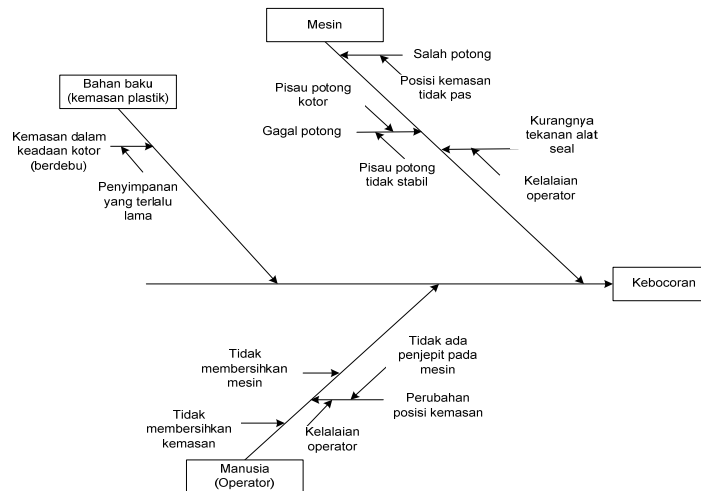 Mesin
Salah potong
Posisi kemasan
tidak pas
Bahan baku
(kemasan plastik)
Pisau potong
kotor
Gagal potong
Pisau potong
tidak stabil
Kurangnya
tekanan alat
seal
Kelalaian
operator
Kemasan dalam
keadaan kotor
(berdebu)
Penyimpanan
yang terlalu
lama
Kebocoran
Tidak
membersihkan
mesin
Tidak ada
penjepit pada
mesin
Perubahan
posisi kemasan
Tidak
membersihkan
kemasan
Kelalaian
operator
Manusia
(Operator)